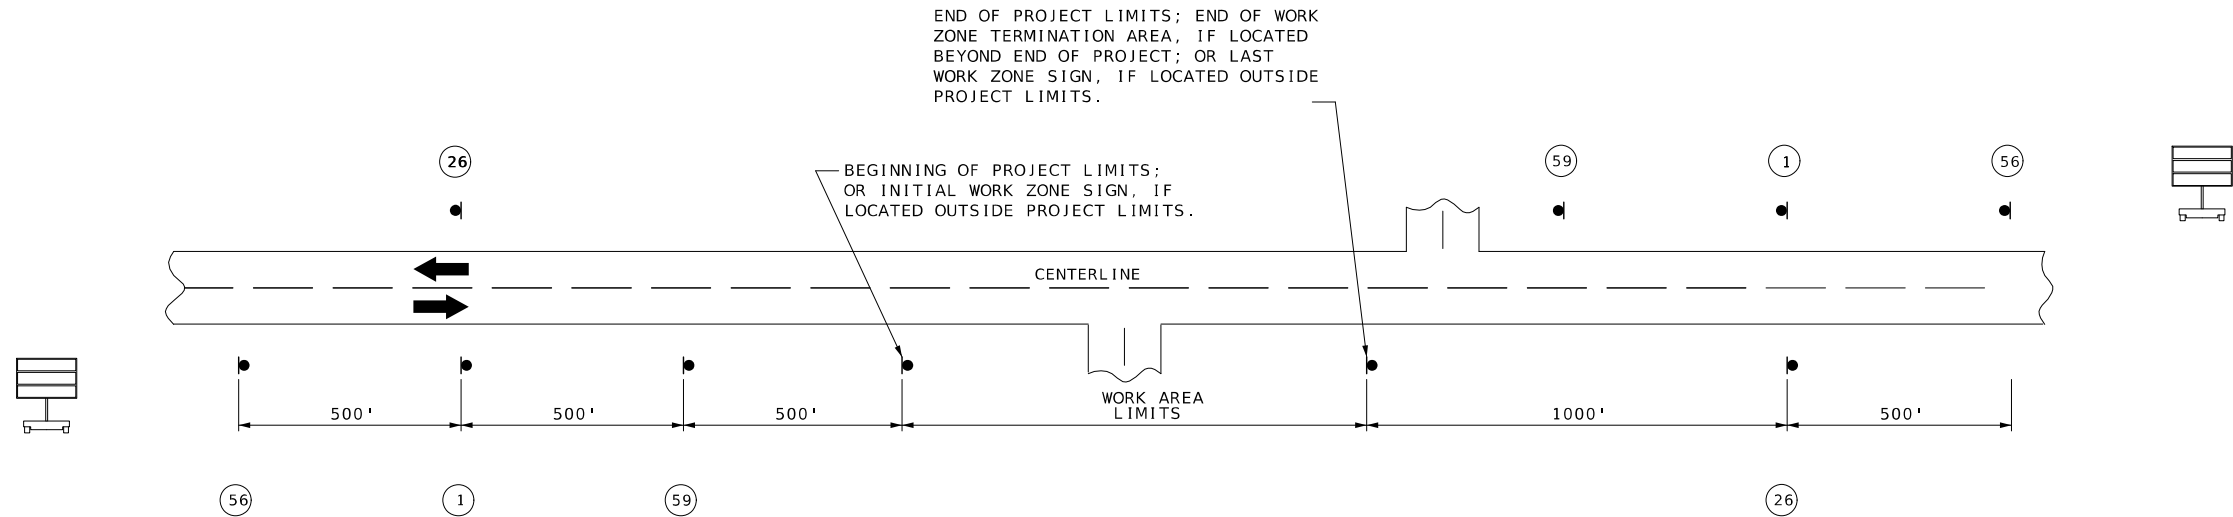 END OF PROJECT LIMITS; END OF WORK
ZONE TERMINATION AREA, IF LOCATED
BEYOND END OF PROJECT; OR LAST
WORK ZONE SIGN, IF LOCATED OUTSIDE
PROJECT LIMITS.
26
BEGINNING OF PROJECT LIMITS;
OR INITIAL WORK ZONE SIGN, IF
LOCATED OUTSIDE PROJECT LIMITS.
59
1
56
CENTERLINE
WORK AREA
LIMITS
500'
500'
500'
1000'
500'
56
1
59
26